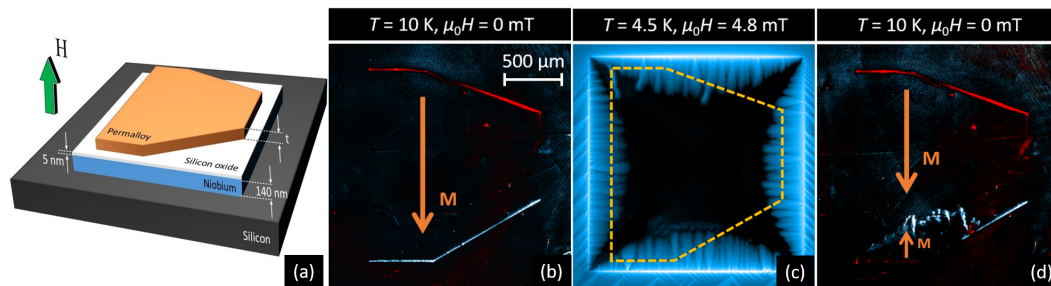 H
Permalloy
t
Silicon oxide
5 nm
Niobium
140 nm
Silicon
(a)
T = 10 K, μ₀H = 0 mT
500 μm
M
(b)
T = 4.5 K, μ₀H = 4.8 mT
(c)
T = 10 K, μ₀H = 0 mT
M
M
(d)